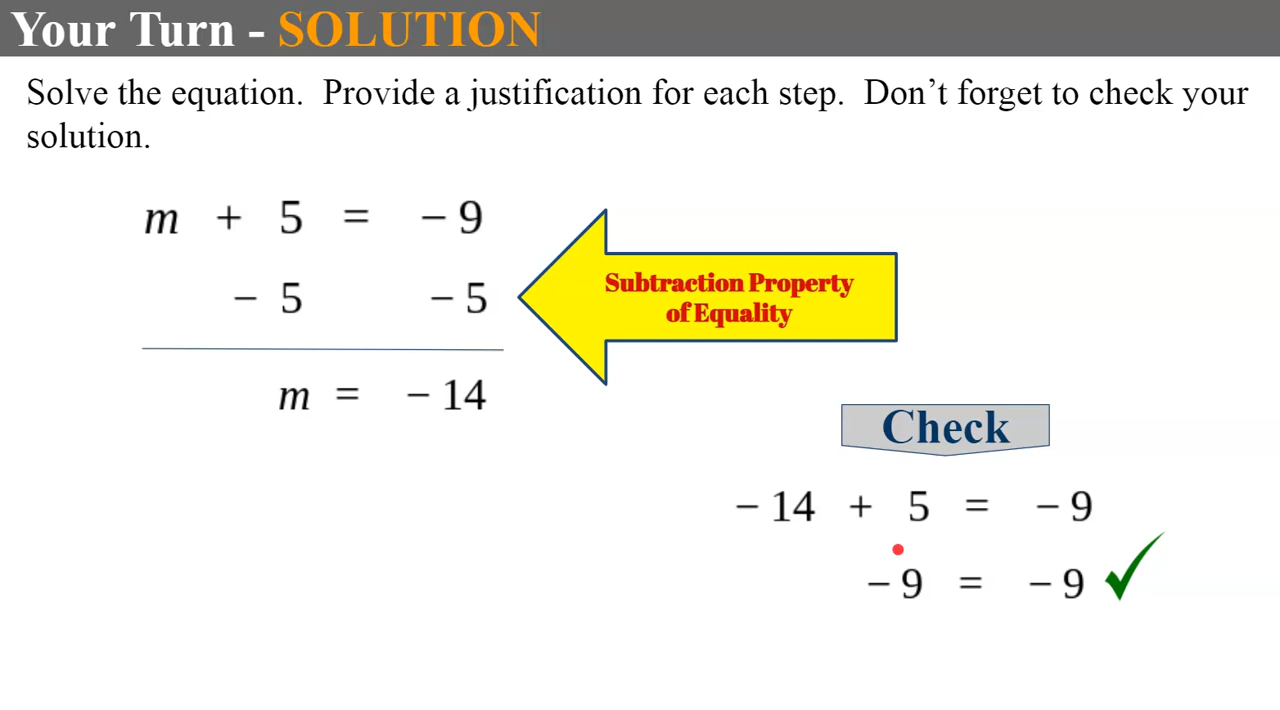 Your Turn - SOLUTION
Solve the equation. Provide a justification for each step. Don’t forget to check your
solution.
m + 5 = − 9
− 5 − 5
Subtraction Property
of Equality
m = − 14
Check
− 14 + 5 = − 9
− 9 = − 9